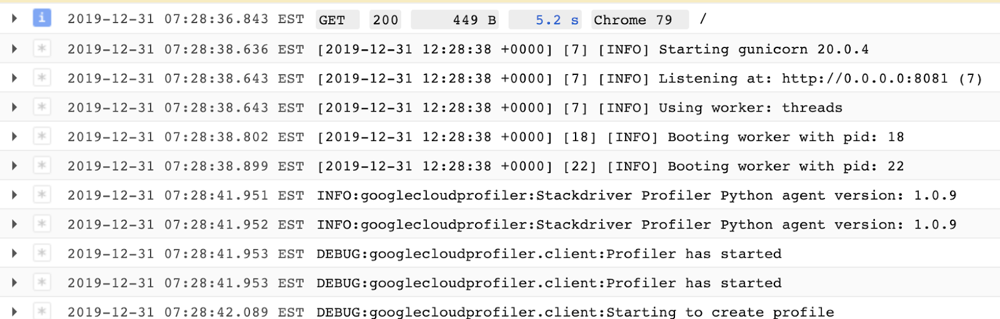 i 2019-12-31 07:28:36.843 EST GET 200 449 B 5.2 s Chrome 79 /
* 2019-12-31 07:28:38.636 EST [2019-12-31 12:28:38 +0000] [7] [INFO] Starting gunicorn 20.0.4
* 2019-12-31 07:28:38.643 EST [2019-12-31 12:28:38 +0000] [7] [INFO] Listening at: http://0.0.0.0:8081 (7)
* 2019-12-31 07:28:38.643 EST [2019-12-31 12:28:38 +0000] [7] [INFO] Using worker: threads
* 2019-12-31 07:28:38.802 EST [2019-12-31 12:28:38 +0000] [18] [INFO] Booting worker with pid: 18
* 2019-12-31 07:28:38.899 EST [2019-12-31 12:28:38 +0000] [22] [INFO] Booting worker with pid: 22
* 2019-12-31 07:28:41.951 EST INFO:googlecloudprofiler:Stackdriver Profiler Python agent version: 1.0.9
* 2019-12-31 07:28:41.952 EST INFO:googlecloudprofiler:Stackdriver Profiler Python agent version: 1.0.9
* 2019-12-31 07:28:41.953 EST DEBUG:googlecloudprofiler.client:Profiler has started
* 2019-12-31 07:28:41.953 EST DEBUG:googlecloudprofiler.client:Profiler has started
* 2019-12-31 07:28:42.089 EST DEBUG:googlecloudprofiler.client:Starting to create profile